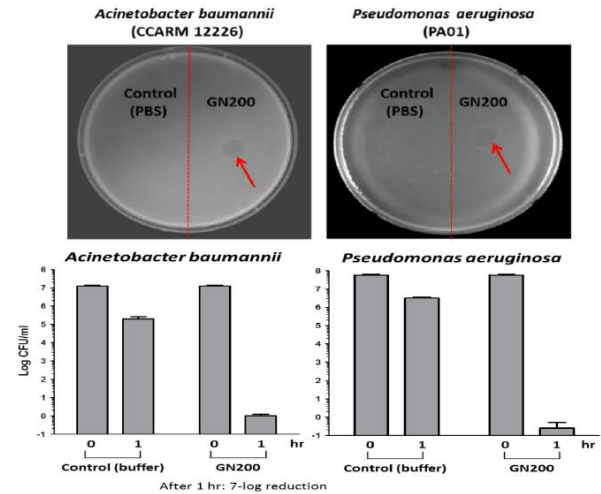 Acinetobacter baumannii
(CCARM 12226)
Pseudomonas aeruginosa
(PA01)
Control
(PBS)
GN200
Control
(PBS)
GN200
Acinetobacter baumannii
Log CFU/ml
8
7
6
5
4
3
2
1
0
-1
0 1 0 1 hr
Control (buffer) GN200
Pseudomonas aeruginosa
8
7
6
5
4
3
2
1
0
-1
0 1 0 1 hr
Control (buffer) GN200
After 1 hr: 7-log reduction